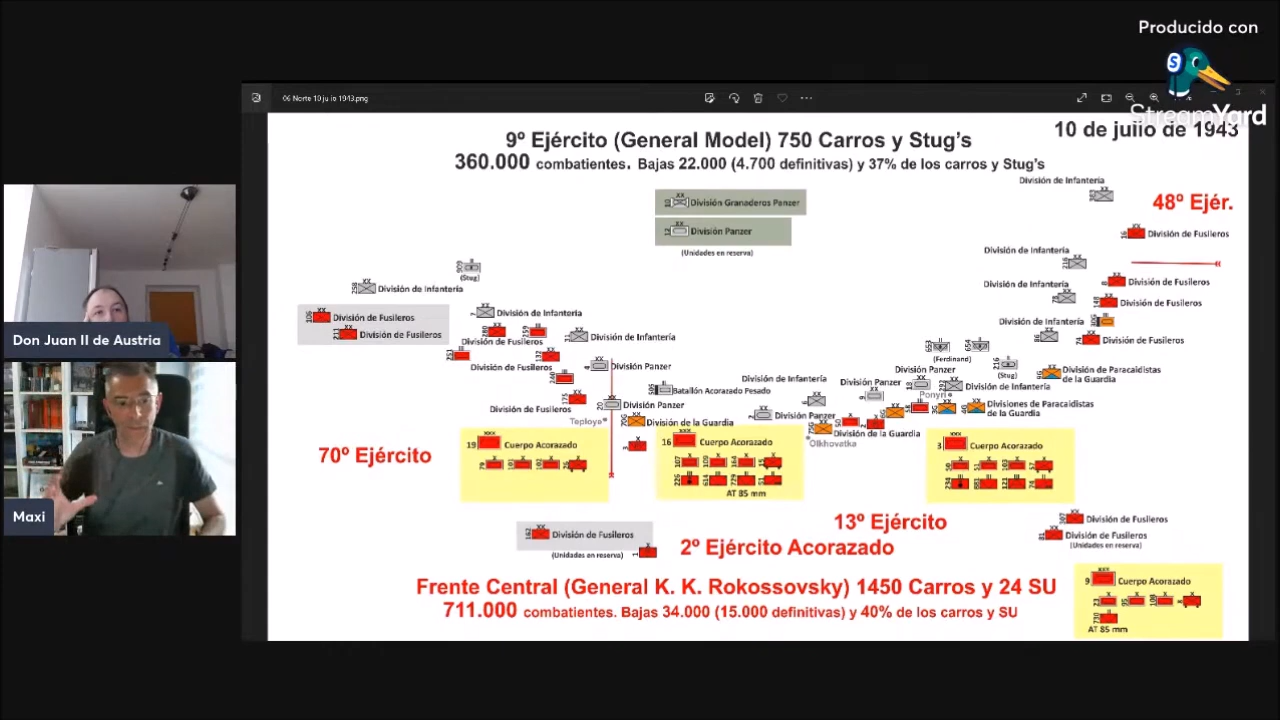 Producido con
StreamYard
06 Norte 10 julio 1943.png
10 de julio de 1943
9º Ejército (General Model) 750 Carros y Stug’s
360.000 combatientes. Bajas 22.000 (4.700 definitivas) y 37% de los carros y Stug’s
División de Infantería
48º Ejér.
10 División Granaderos Panzer
División de Fusileros
12 División Panzer
(Unidades en reserva)
División de Infantería
(Stug)
División de Infantería
División de Fusileros
División de Infantería
División de Fusileros
División de Infantería
División de Fusileros
División de Infantería
División de Fusileros
División de Infantería
División de Fusileros
División de Fusileros
(Ferdinand)
(Stug)
División de Fusileros
División Panzer
División Panzer
División de Paracaidistas
de la Guardia
División de Infantería
División Panzer
División de Infantería
Batallón Acorazado Pesado
Ponyri
División de Fusileros
División Panzer
División Panzer
Divisiones de Paracaidistas
de la Guardia
Teploye
División de la Guardia
División de la Guardia
Olkhovatka
70º Ejército
19 Cuerpo Acorazado
16 Cuerpo Acorazado
AT 85 mm
3 Cuerpo Acorazado
13º Ejército
División de Fusileros
División de Fusileros
(Unidades en reserva)
División de Fusileros
(Unidades en reserva)
2º Ejército Acorazado
Frente Central (General K. K. Rokossovsky) 1450 Carros y 24 SU
711.000 combatientes. Bajas 34.000 (15.000 definitivas) y 40% de los carros y SU
9 Cuerpo Acorazado
AT 85 mm
Don Juan II de Austria
Maxi